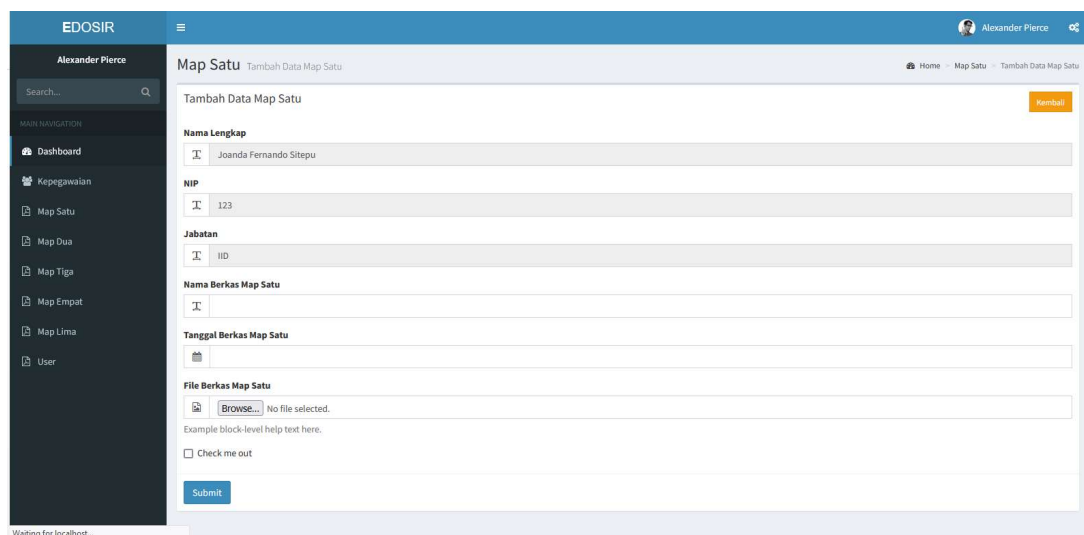 EDOSIR
Alexander Pierce
Alexander Pierce
Map Satu Tambah Data Map Satu
Home > Map Satu > Tambah Data Map Satu
Search...
MAIN NAVIGATION
Dashboard
Kepegawaian
Map Satu
Map Dua
Map Tiga
Map Empat
Map Lima
User
Tambah Data Map Satu
Kembali
Nama Lengkap
Joanda Fernando Sitepu
NIP
123
Jabatan
IID
Nama Berkas Map Satu
Tanggal Berkas Map Satu
File Berkas Map Satu
Browse... No file selected.
Example block-level help text here.
Check me out
Submit
Waiting for localhost...